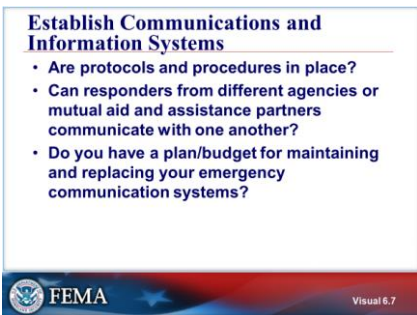 Establish Communications and
Information Systems
• Are protocols and procedures in place?
• Can responders from different agencies or
mutual aid and assistance partners
communicate with one another?
• Do you have a plan/budget for maintaining
and replacing your emergency
communication systems?
FEMA
Visual 6.7